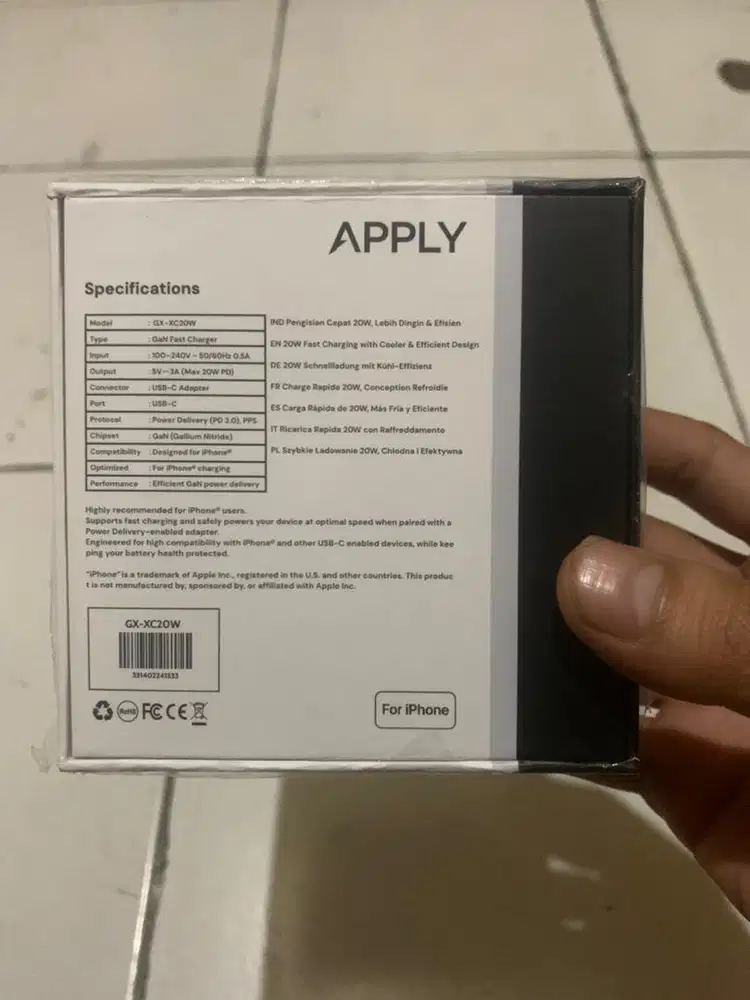 APPLY
Specifications
Model : GX-XC20W
Type : GaN Fast Charger
Input : 100-240V ~ 50/60Hz 0.5A
Output : 5V—3A (Max 20W PD)
Connector : USB-C Adapter
Port : USB-C
Protocol : Power Delivery (PD 3.0), PPS
Chipset : GaN (Gallium Nitride)
Compatibility : Designed for iPhone®
Optimized : For iPhone® charging
Performance : Efficient GaN power delivery
IND Pengisian Cepat 20W, Lebih Dingin & Efisien
EN 20W Fast Charging with Cooler & Efficient Design
DE 20W Schnellladung mit Kühl-Effizienz
FR Charge Rapide 20W, Conception Refroidie
ES Carga Rápida de 20W, Más Fría y Eficiente
IT Ricarica Rapida 20W con Raffreddamento
PL Szybkie Ladowanie 20W, Chlodna i Efektywna
Highly recommended for iPhone® users.
Supports fast charging and safely powers your device at optimal speed when paired with a
Power Delivery-enabled adapter.
Engineered for high compatibility with iPhone® and other USB-C enabled devices, while kee
ping your battery health protected.
"iPhone" is a trademark of Apple Inc., registered in the U.S. and other countries. This produc
t is not manufactured by, sponsored by, or affiliated with Apple Inc.
GX-XC20W
331402241533
RoHS FC CE
For iPhone